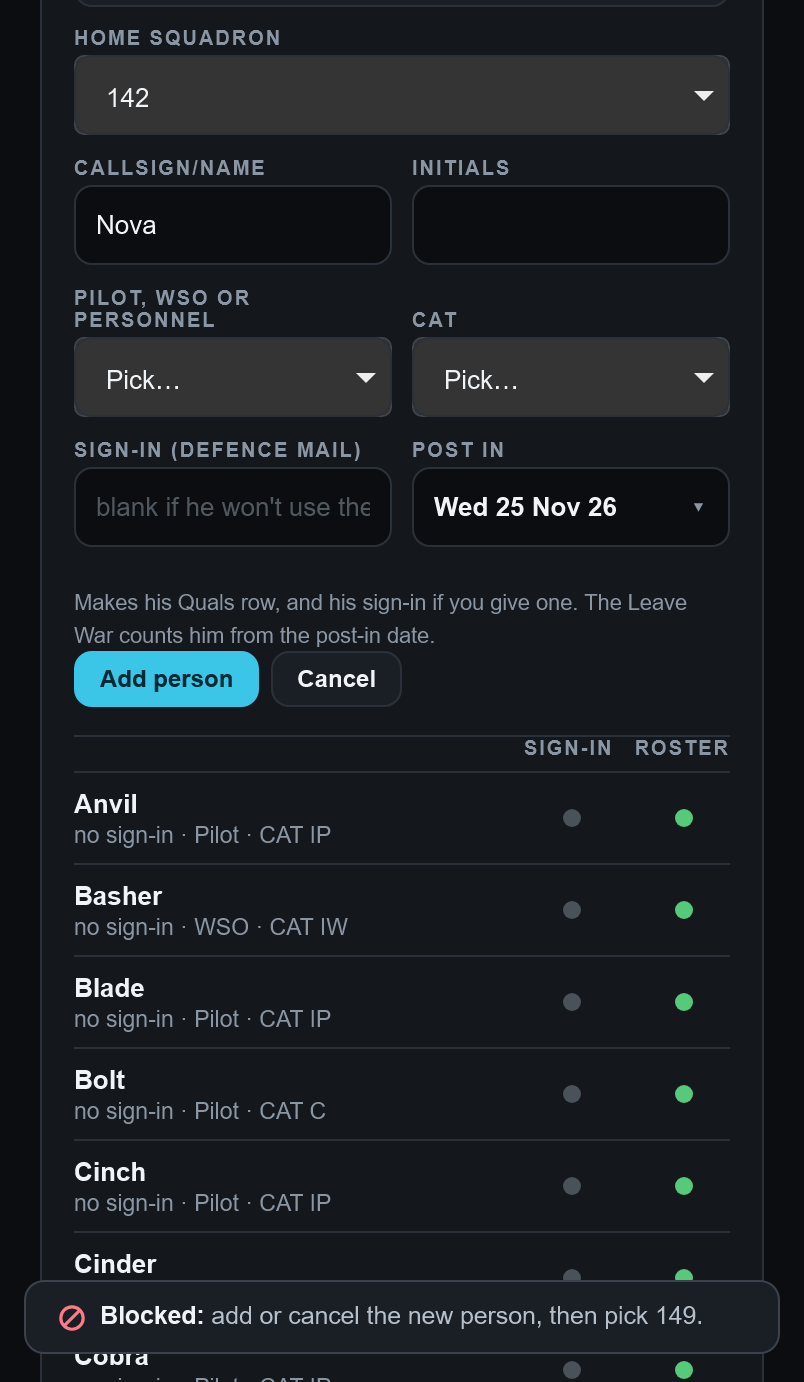 HOME SQUADRON
142
CALLSIGN/NAME
INITIALS
Nova
PILOT, WSO OR
PERSONNEL
CAT
Pick…
Pick…
SIGN-IN (DEFENCE MAIL)
POST IN
blank if he won't use the
Wed 25 Nov 26
Makes his Quals row, and his sign-in if you give one. The Leave
War counts him from the post-in date.
Add person
Cancel
SIGN-IN
ROSTER
Anvil
no sign-in · Pilot · CAT IP
Basher
no sign-in · WSO · CAT IW
Blade
no sign-in · Pilot · CAT IP
Bolt
no sign-in · Pilot · CAT C
Cinch
no sign-in · Pilot · CAT IP
Cinder
Blocked: add or cancel the new person, then pick 149.
Cobra